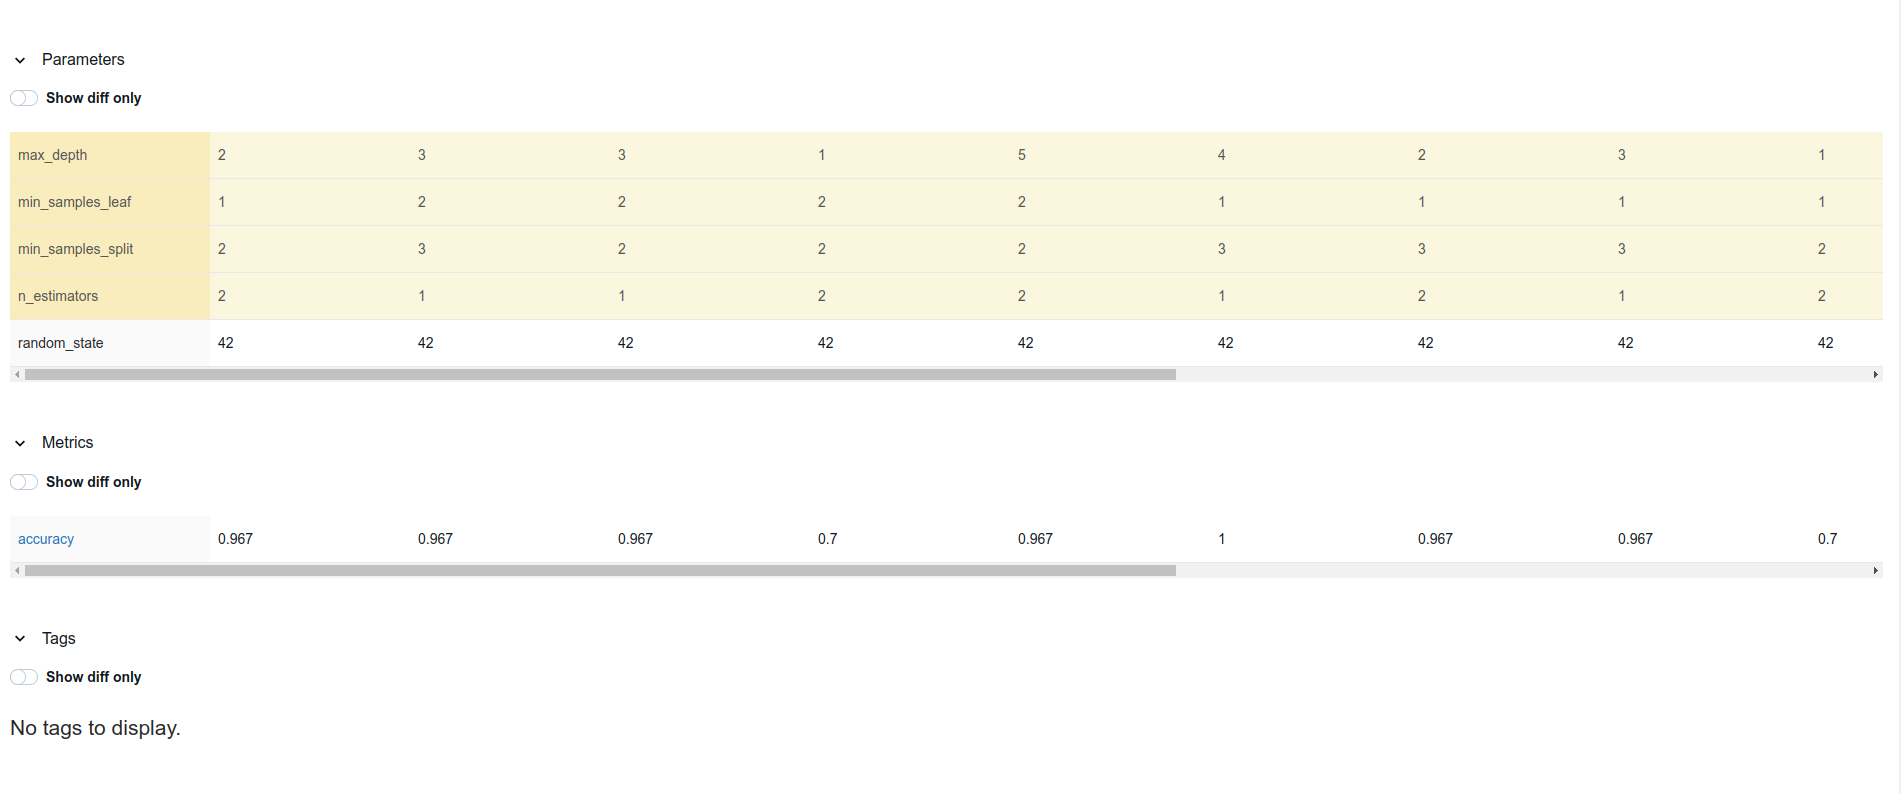 Parameters
Show diff only
max_depth 2 3 3 1 5 4 2 3 1
min_samples_leaf 1 2 2 2 2 1 1 1 1
min_samples_split 2 3 2 2 2 3 3 3 2
n_estimators 2 1 1 2 2 1 2 1 2
random_state 42 42 42 42 42 42 42 42 42
Metrics
Show diff only
accuracy 0.967 0.967 0.967 0.7 0.967 1 0.967 0.967 0.7
Tags
Show diff only
No tags to display.